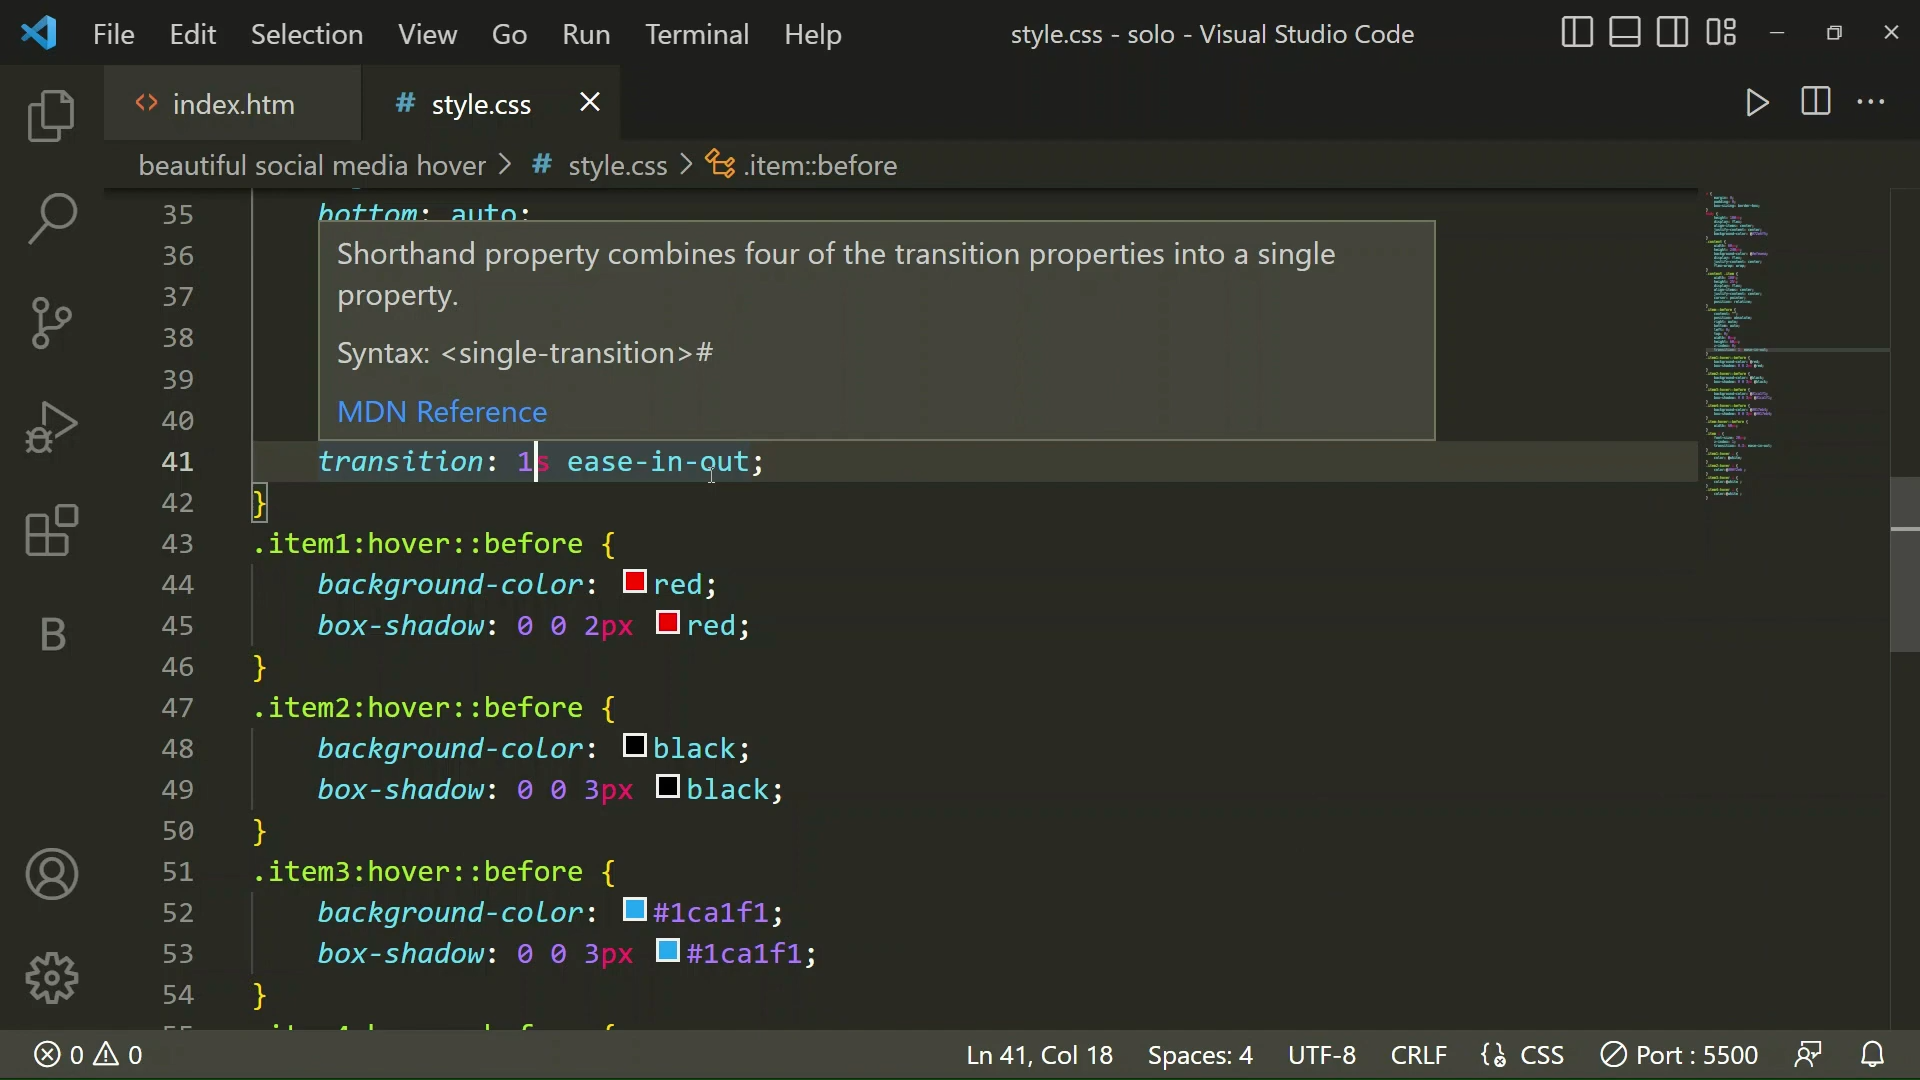 File Edit Selection View Go Run Terminal Help style.css - solo - Visual Studio Code
index.htm # style.css
beautiful social media hover > # style.css > .item::before
35 bottom: auto;
36 Shorthand property combines four of the transition properties into a single
37 property.
38 Syntax: <single-transition>#
39
40 MDN Reference
41 transition: 1s ease-in-out;
42 }
43 .item1:hover::before {
44 background-color: red;
45 box-shadow: 0 0 2px red;
46 }
47 .item2:hover::before {
48 background-color: black;
49 box-shadow: 0 0 3px black;
50 }
51 .item3:hover::before {
52 background-color: #1ca1f1;
53 box-shadow: 0 0 3px #1ca1f1;
54 }
B
0 0 Ln 41, Col 18 Spaces: 4 UTF-8 CRLF CSS Port : 5500